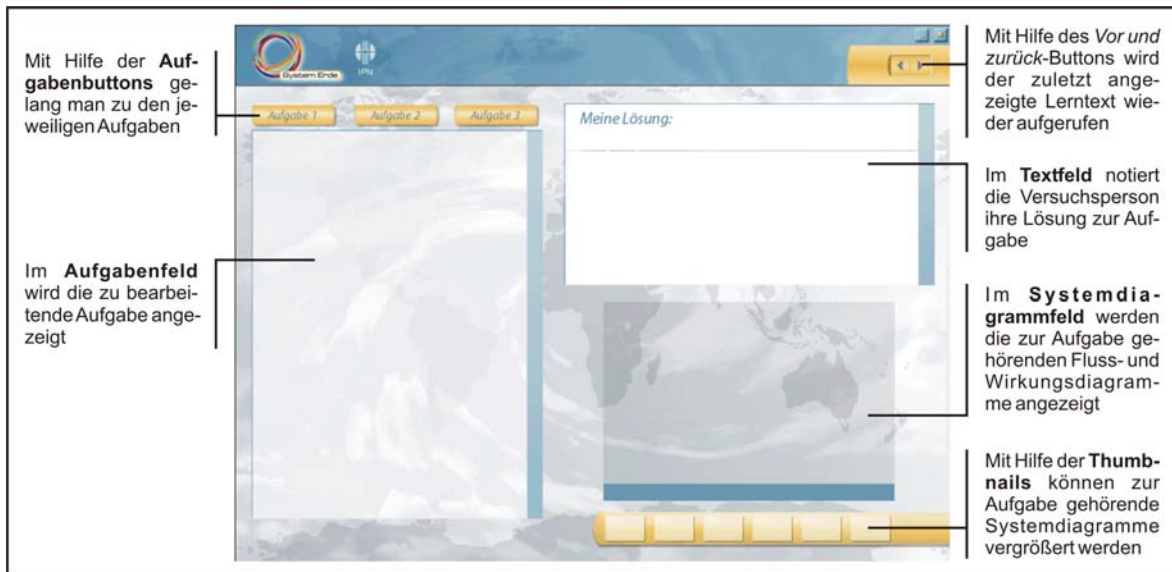 Mit Hilfe der Auf-
gabenbuttons ge-
lang man zu den je-
weiligen Aufgaben
Im Aufgabenfeld
wird die zu bearbei-
tende Aufgabe ange-
zeigt
System Erde
IPN
Aufgabe 1
Aufgabe 2
Aufgabe 3
Meine Lösung:
Mit Hilfe des Vor und
zurück-Buttons wird
der zuletzt ange-
zeigte Lerntext wie-
der aufgerufen
Im Textfeld notiert
die Versuchsperson
ihre Lösung zur Auf-
gabe
Im Systemdia-
grammfeld werden
die zur Aufgabe ge-
hörenden Fluss- und
Wirkungsdiagram-
me angezeigt
Mit Hilfe der Thumb-
nails können zur
Aufgabe gehörende
Systemdiagramme
vergrößert werden